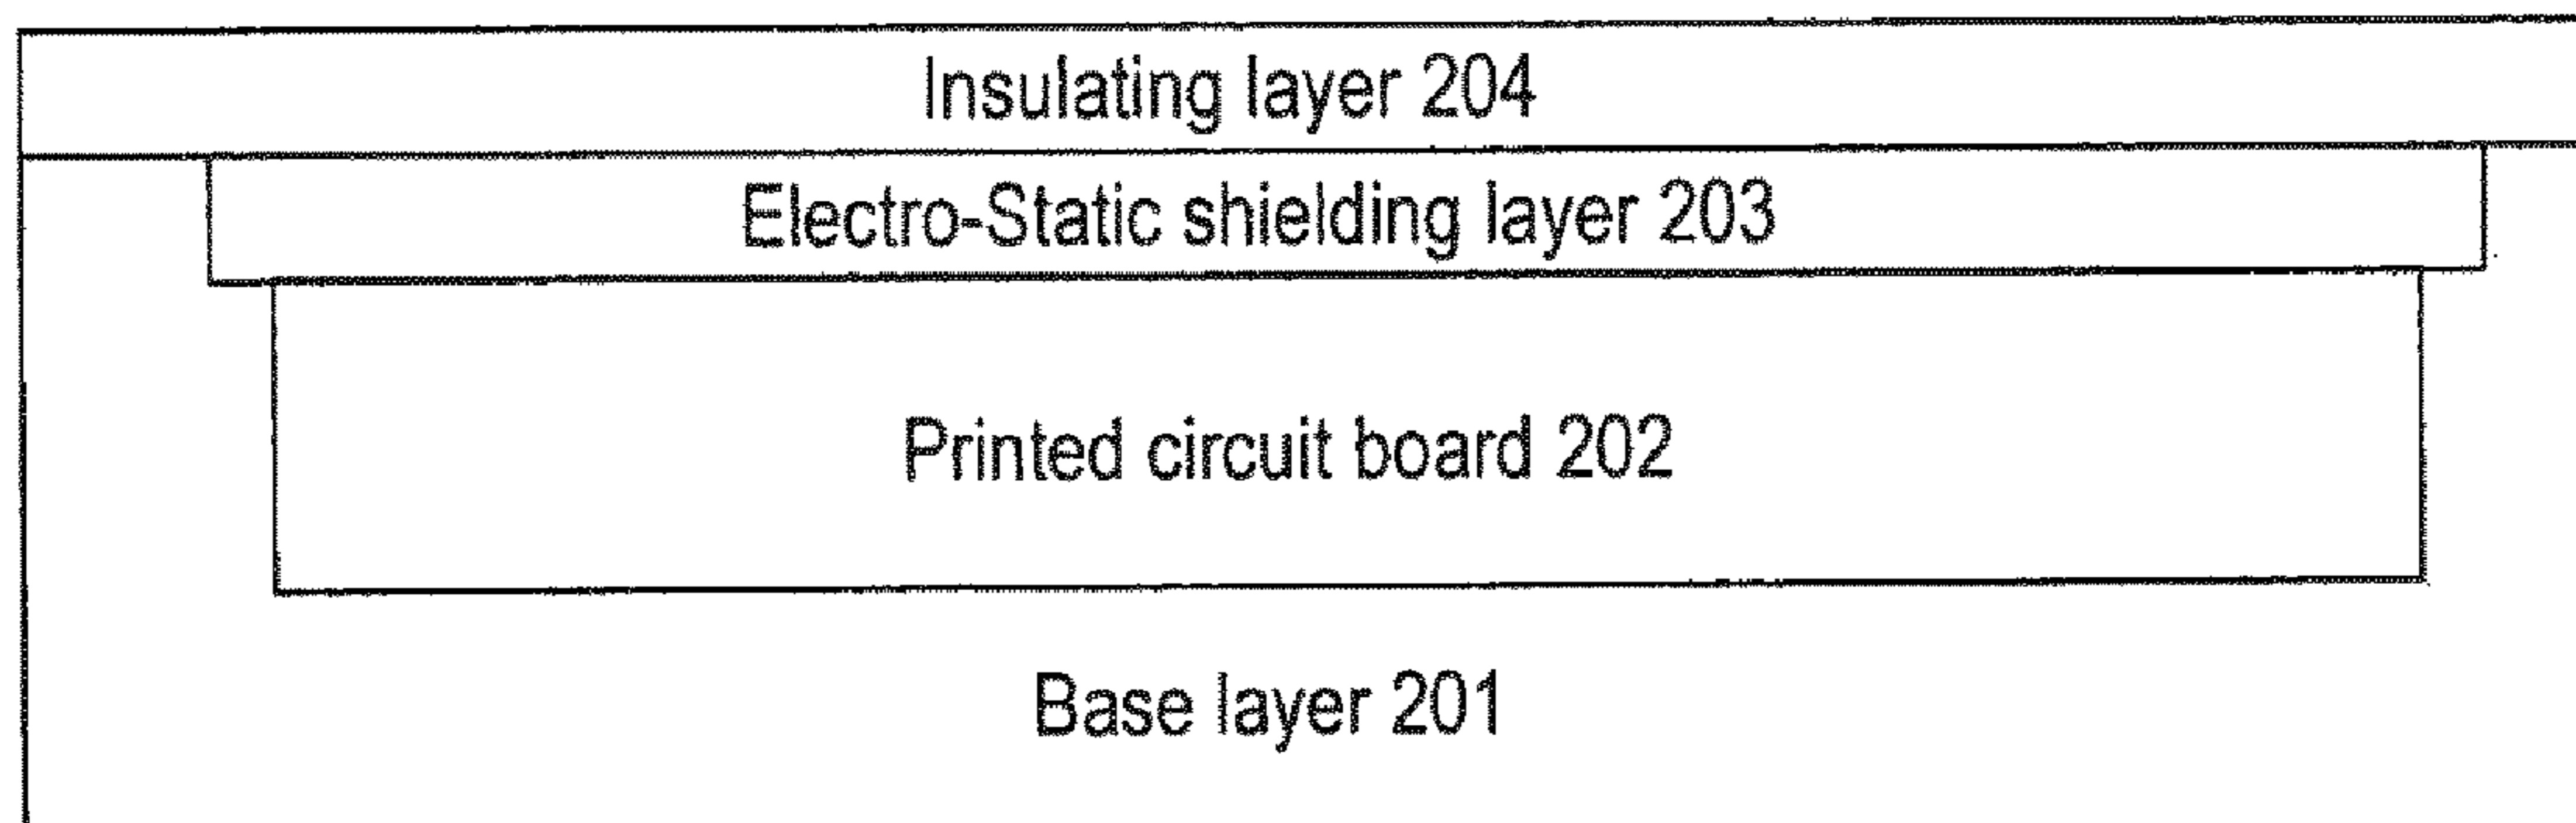 Insulating layer 204
Electro-Static shielding layer 203
Printed circuit board 202
Base layer 201